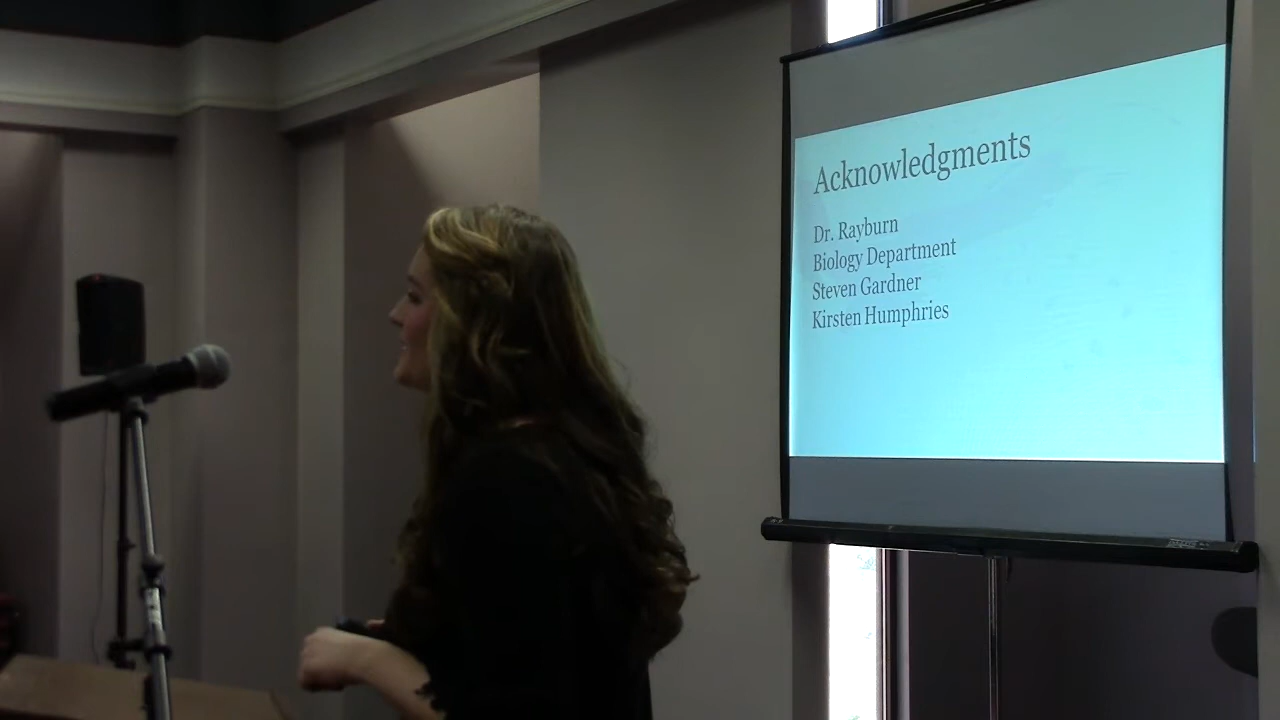 Acknowledgments
Dr. Rayburn
Biology Department
Steven Gardner
Kirsten Humphries